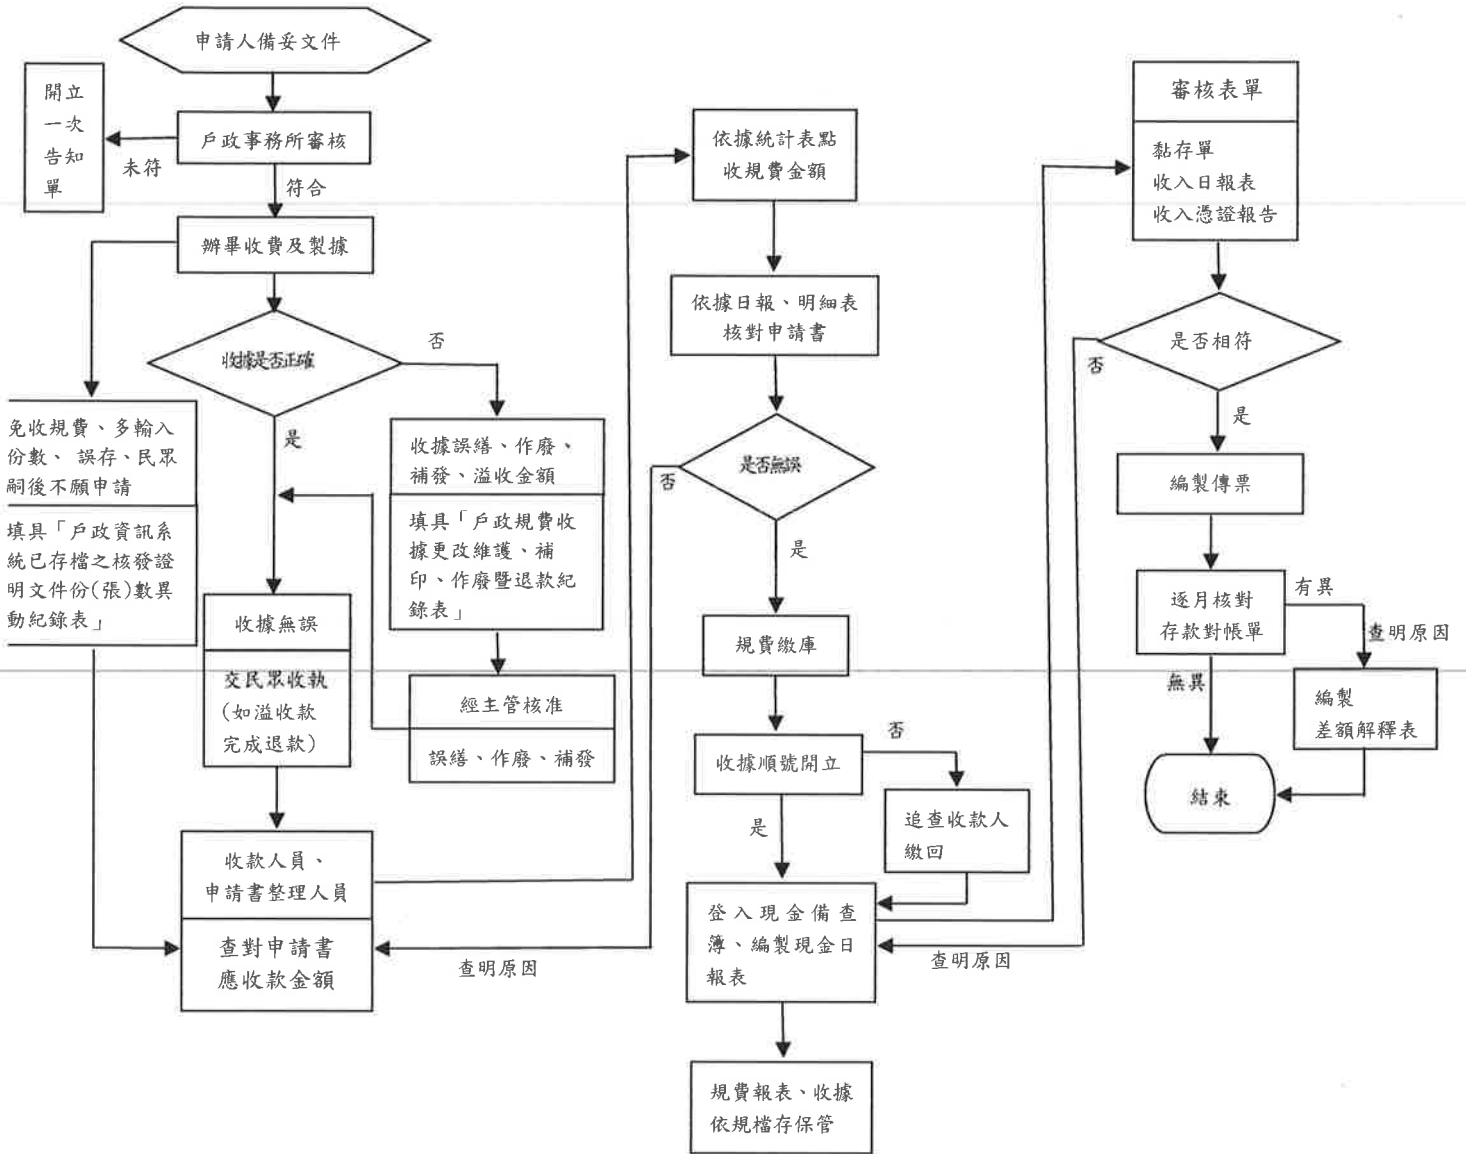 申請人備妥文件
開立
一次
告知
單
戶政事務所審核
未符
符合
辦畢收費及製據
收據是否正確
否
是
免收規費、多輸入
份數、 誤存、民眾
嗣後不願申請
填具「戶政資訊系
統已存檔之核發證
明文件份(張)數異
動紀錄表」
收據誤繕、作廢、
補發、溢收金額
填具「戶政規費收
據更改維護、補
印、作廢暨退款紀
錄表」
收據無誤
交民眾收執
(如溢收款
完成退款)
經主管核准
誤繕、作廢、補發
收款人員、
申請書整理人員
查對申請書
應收款金額
查明原因
依據統計表點
收規費金額
依據日報、明細表
核對申請書
是否無誤
否
是
規費繳庫
收據順號開立
否
是
追查收款人
繳回
登入現金備查
簿、編製現金日
報表
查明原因
規費報表、收據
依規檔存保管
審核表單
黏存單
收入日報表
收入憑證報告
是否相符
否
是
編製傳票
逐月核對
存款對帳單
有異
查明原因
無異
編製
差額解釋表
結束